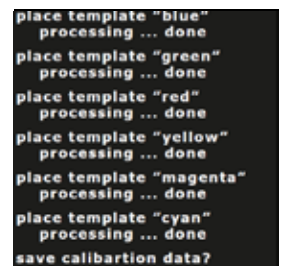 place template "blue"
processing ... done
place template "green"
processing ... done
place template "red"
processing ... done
place template "yellow"
processing ... done
place template "magenta"
processing ... done
place template "cyan"
processing ... done
save calibartion data?